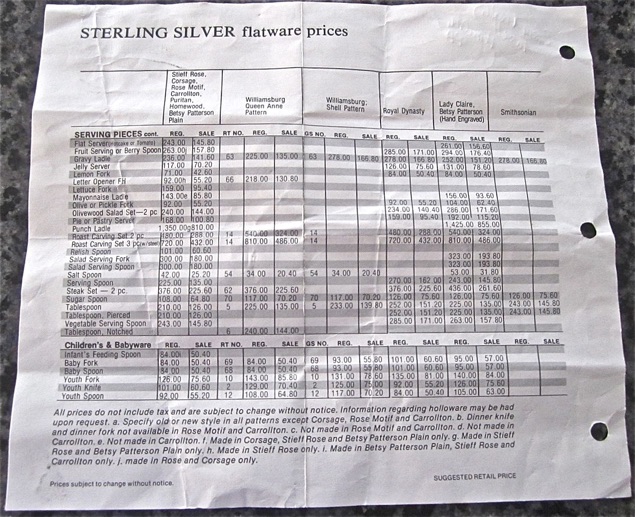 STERLING SILVER flatware prices
Stieff Rose, Corsage, Rose Motif, Carrollton, Puritan, Homewood, Betsy Patterson Plain
Williamsburg Queen Anne Pattern
Williamsburg; Shell Pattern
Royal Dynasty
Lady Claire, Betsy Patterson (Hand Engraved)
Smithsonian
SERVING PIECES cont. REG. SALE RT NO. REG. SALE GS NO. REG. SALE REG. SALE REG. SALE REG. SALE
Flat Server 243.00 145.80 261.00 156.60
Fruit Serving or Berry Spoon 263.00 157.80 285.00 171.00 294.00 176.40
Gravy Ladle 236.00 141.60 63 225.00 135.00 63 278.00 166.80 278.00 166.80 252.00 151.20 278.00 166.80
Jelly Server 117.00 70.20 126.00 75.60 131.00 78.60
Lemon Fork 71.00 42.60 84.00 50.40 84.00 50.40
Letter Opener FH 92.00 55.20 66 218.00 130.80
Lettuce Fork 159.00 95.40
Mayonnaise Ladle 143.00 85.80 156.00 93.60
Olive or Pickle Fork 92.00 55.20 92.00 55.20 104.00 62.40
Olivewood Salad Set—2 pc 240.00 144.00 234.00 140.40 286.00 171.60
Pie or Pastry Server 168.00 100.80 159.00 95.40 192.00 115.20
Punch Ladle 1,350.00 810.00 1,425.00 855.00
Roast Carving Set 2 pc 480.00 288.00 14 540.00 324.00 14 480.00 288.00 540.00 324.00
Roast Carving Set 3 pc 720.00 432.00 14 810.00 486.00 14 720.00 432.00 810.00 486.00
Relish Spoon 101.00 60.60
Salad Serving Fork 300.00 180.00 323.00 193.80
Salad Serving Spoon 300.00 180.00 323.00 193.80
Salt Spoon 42.00 25.20 54 34.00 20.40 54 34.00 20.40 53.00 31.80
Serving Spoon 225.00 135.00 270.00 162.00 243.00 145.80
Steak Set — 2 pc. 376.00 225.60 62 376.00 225.60 376.00 225.60 436.00 261.60
Sugar Spoon 108.00 64.80 70 117.00 70.20 70 117.00 70.20 126.00 75.60 126.00 75.60 126.00 75.60
Tablespoon 210.00 126.00 5 225.00 135.00 5 233.00 139.80 252.00 151.20 225.00 135.00 243.00 145.80
Tablespoon, Pierced 210.00 126.00 252.00 151.20 225.00 135.00 243.00 145.80
Vegetable Serving Spoon 243.00 145.80 285.00 171.00 263.00 157.80
Tablespoon, Notched 6 240.00 144.00
Children's & Babyware REG. SALE RT NO. REG. SALE GS NO. REG. SALE REG. SALE REG. SALE REG. SALE
Infant's Feeding Spoon 84.00 50.40
Baby Fork 84.00 50.40 69 84.00 50.40 69 93.00 55.80 101.00 60.60 95.00 57.00
Baby Spoon 84.00 50.40 68 84.00 50.40 68 93.00 55.80 101.00 60.60 95.00 57.00
Youth Fork 126.00 75.60 10 143.00 85.80 10 131.00 78.60 135.00 81.00 140.00 84.00
Youth Knife 101.00 60.60 2 119.00 70.40 2 125.00 75.00 92.00 55.20 126.00 75.60
Youth Spoon 92.00 55.20 12 108.00 64.80 12 117.00 70.20 84.00 50.40 105.00 63.00
All prices do not include tax and are subject to change without notice. Information regarding holloware may be had
upon request. a. Specify old or new style in all patterns except Corsage, Rose Motif and Carrollton. b. Dinner knife
and dinner fork not available in Rose Motif and Carrollton. c. Not made in Rose Motif and Carrollton. d. Not made in
Carrollton. e. Not made in Carrollton. f. Made in Corsage, Stieff Rose and Betsy Patterson Plain only. g. Made in Stieff
Rose and Betsy Patterson Plain only. h. Made in Stieff Rose only. i. Made in Betsy Patterson Plain, Stieff Rose and
Carrollton only. j. made in Rose and Corsage only.
Prices subject to change without notice.
SUGGESTED RETAIL PRICE